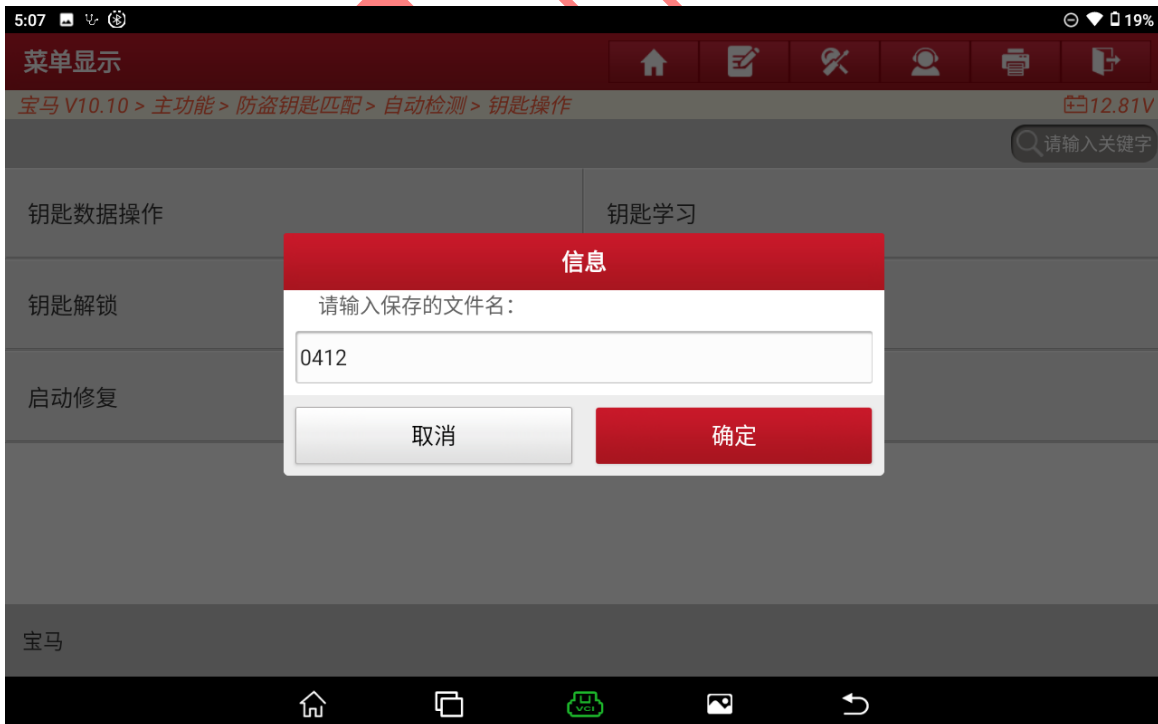 5:07
19%
菜单显示
宝马 V10.10 > 主功能 > 防盗钥匙匹配 > 自动检测 > 钥匙操作
12.81V
请输入关键字
钥匙数据操作
钥匙学习
信息
钥匙解锁
请输入保存的文件名：
0412
启动修复
取消
确定
宝马
VCI